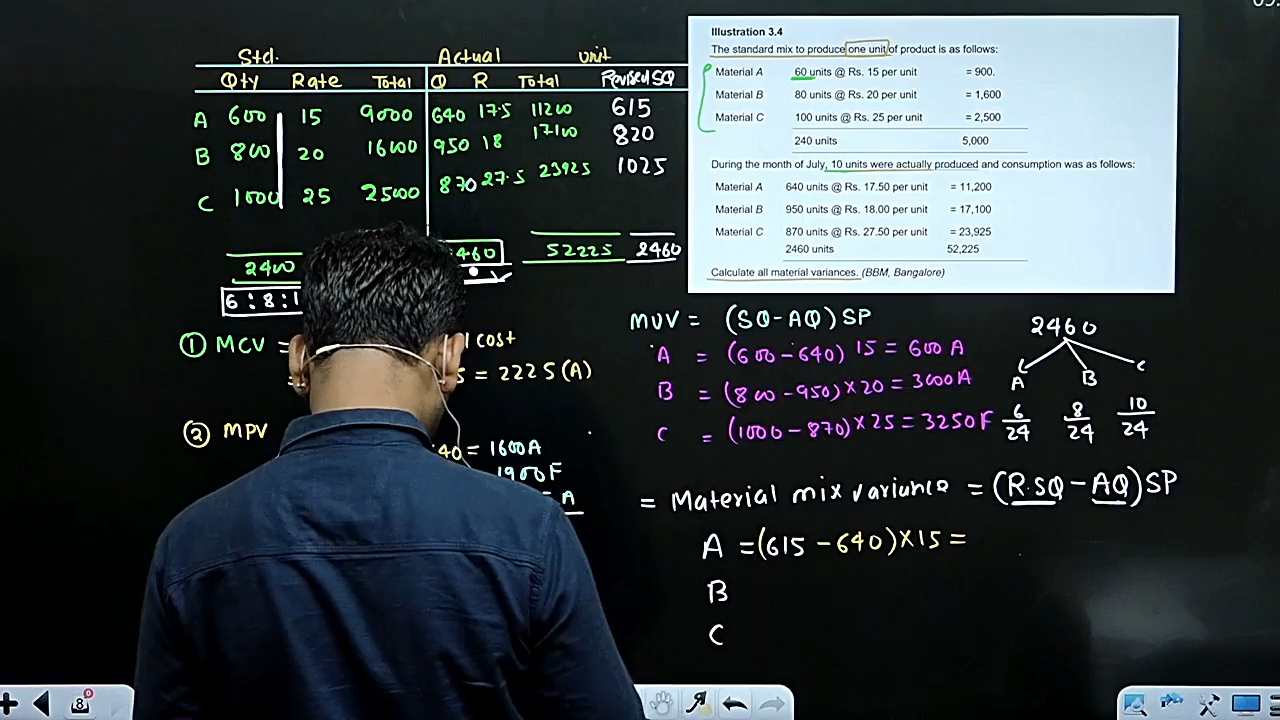 Std. Actual unit
Qty Rate Total Q R Total Revised SQ
A 600 15 9000 640 17.5 11200 615
B 800 20 16000 950 18 17100 820
C 1000 25 25000 870 27.5 23925 1025
2400 460 52225 2460
6:8:1
① MCV = cost
= 2225 (A)
② MPV
40 = 1600A
1900F
A
Illustration 3.4
The standard mix to produce one unit of product is as follows:
Material A 60 units @ Rs. 15 per unit = 900.
Material B 80 units @ Rs. 20 per unit = 1,600
Material C 100 units @ Rs. 25 per unit = 2,500
240 units 5,000
During the month of July, 10 units were actually produced and consumption was as follows:
Material A 640 units @ Rs. 17.50 per unit = 11,200
Material B 950 units @ Rs. 18.00 per unit = 17,100
Material C 870 units @ Rs. 27.50 per unit = 23,925
2460 units 52,225
Calculate all material variances. (BBM, Bangalore)
MUV = (SQ-AQ) SP
A = (600-640) 15 = 600 A
B = (800-950)×20 = 3000A
C = (1000-870)×25 = 3250F
2460
A B C
6/24 8/24 10/24
= Material mix variance = (R.SQ-AQ)SP
A = (615-640)×15 =
B
C
8